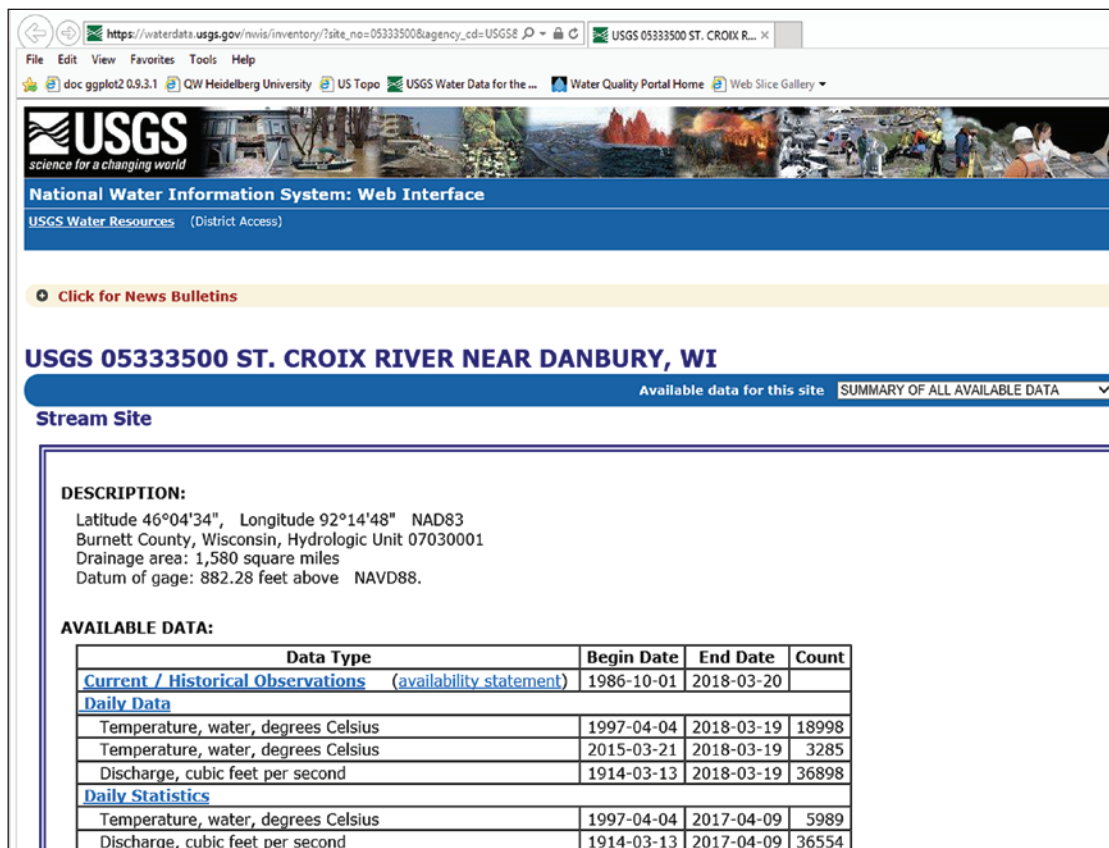 https://waterdata.usgs.gov/nwis/inventory/?site_no=05333500&agency_cd=USGS& USGS 05333500 ST. CROIX R...
File Edit View Favorites Tools Help
doc ggplot2 0.9.3.1 QW Heidelberg University US Topo USGS Water Data for the ... Water Quality Portal Home Web Slice Gallery
USGS
science for a changing world
National Water Information System: Web Interface
USGS Water Resources (District Access)
Click for News Bulletins
USGS 05333500 ST. CROIX RIVER NEAR DANBURY, WI
Available data for this site SUMMARY OF ALL AVAILABLE DATA
Stream Site
DESCRIPTION:
Latitude 46°04'34", Longitude 92°14'48" NAD83
Burnett County, Wisconsin, Hydrologic Unit 07030001
Drainage area: 1,580 square miles
Datum of gage: 882.28 feet above NAVD88.
AVAILABLE DATA:
Data Type Begin Date End Date Count
Current / Historical Observations (availability statement) 1986-10-01 2018-03-20
Daily Data
Temperature, water, degrees Celsius 1997-04-04 2018-03-19 18998
Temperature, water, degrees Celsius 2015-03-21 2018-03-19 3285
Discharge, cubic feet per second 1914-03-13 2018-03-19 36898
Daily Statistics
Temperature, water, degrees Celsius 1997-04-04 2017-04-09 5989
Discharge, cubic feet per second 1914-03-13 2017-04-09 36554